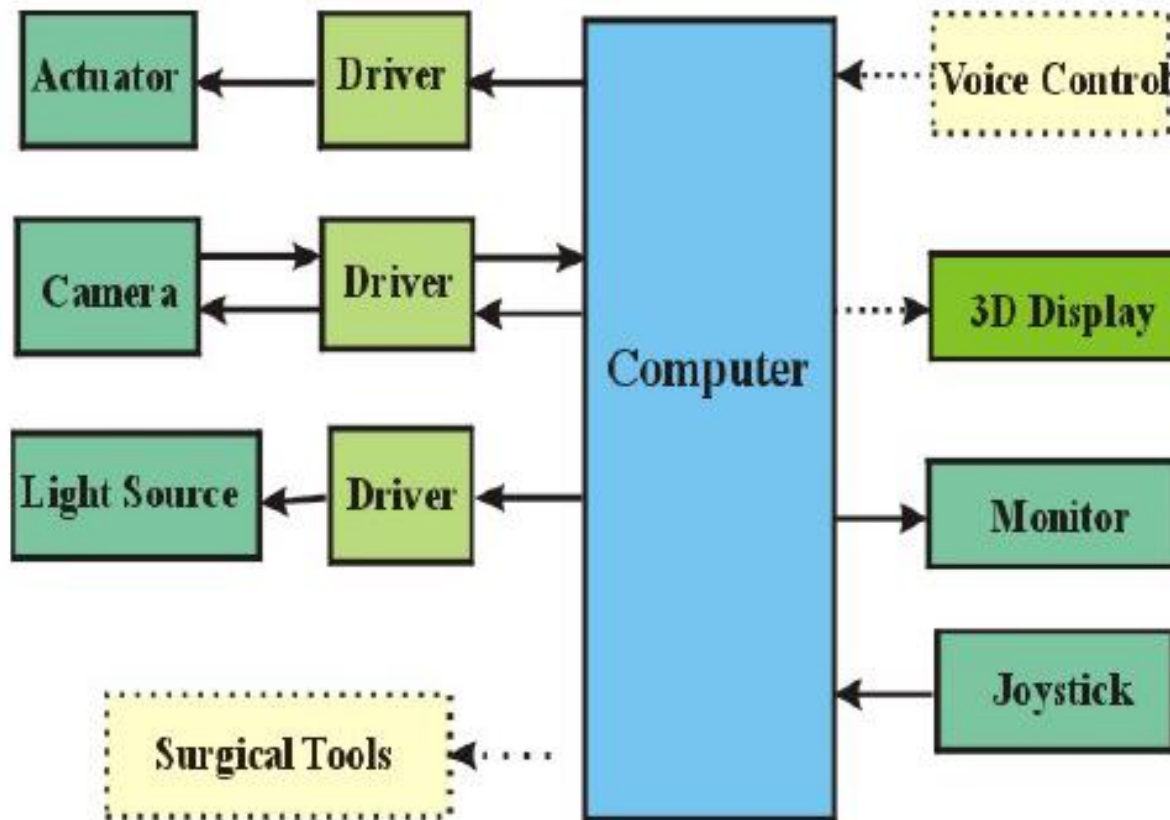 Actuator
Driver
Voice Control
Camera
Driver
3D Display
Computer
Light Source
Driver
Monitor
Joystick
Surgical Tools